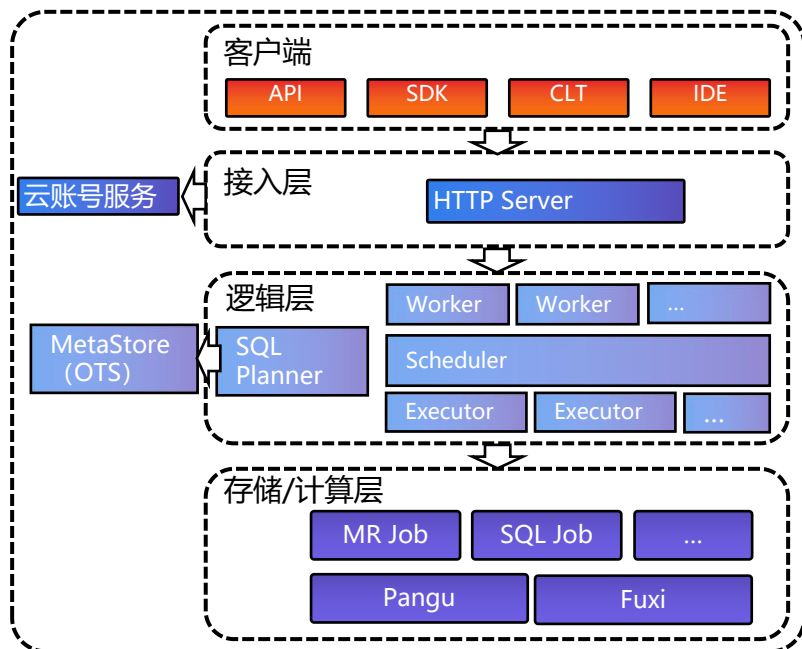 客户端
API
SDK
CLT
IDE
接入层
云账号服务
HTTP Server
逻辑层
Worker
Worker
...
MetaStore
(OTS)
SQL
Planner
Scheduler
Executor
Executor
...
存储/计算层
MR Job
SQL Job
...
Pangu
Fuxi